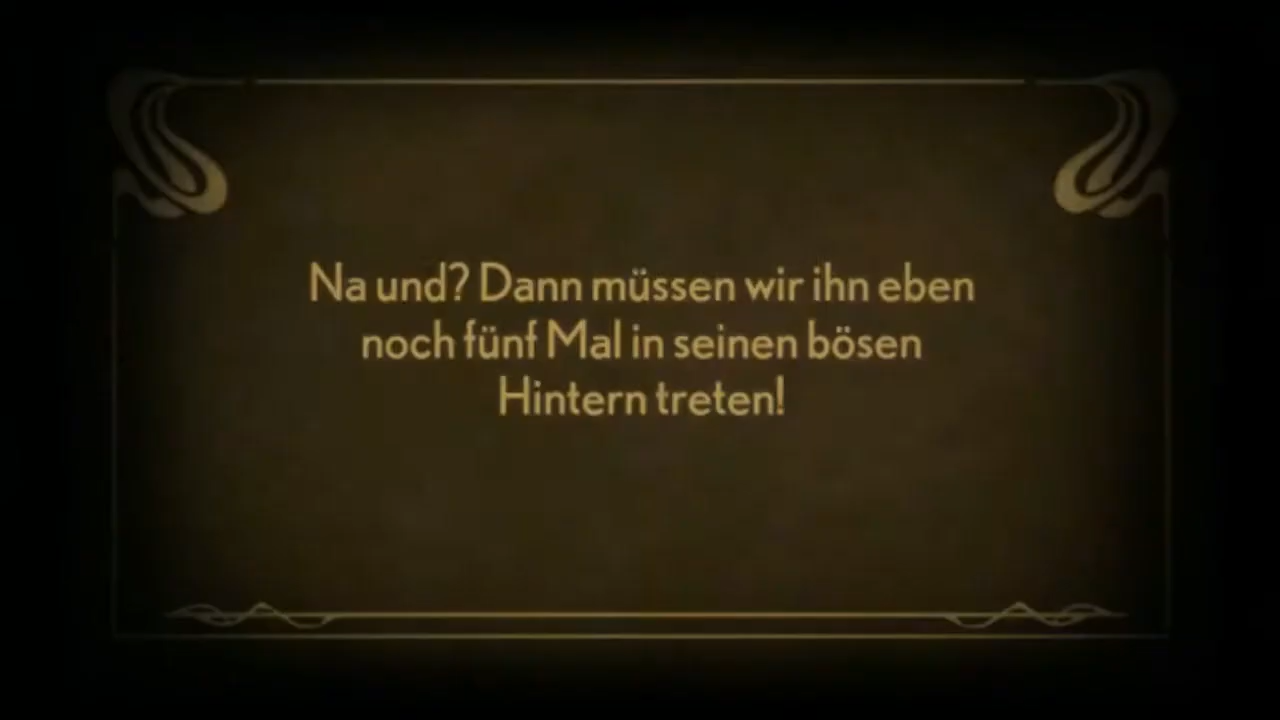 Na und? Dann müssen wir ihn eben
noch fünf Mal in seinen bösen
Hintern treten!